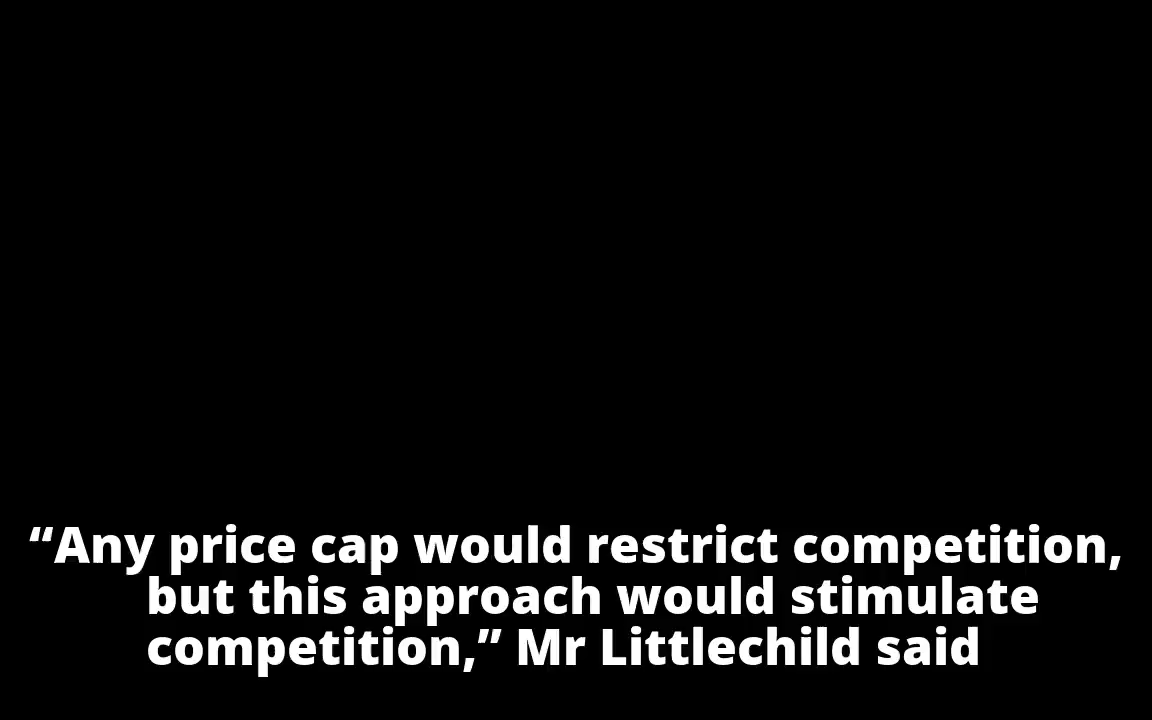 “Any price cap would restrict competition,
but this approach would stimulate
competition,” Mr Littlechild said